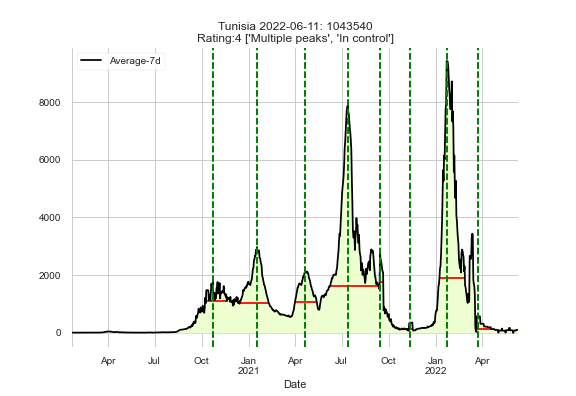 Tunisia 2022-06-11: 1043540
Rating:4 ['Multiple peaks', 'In control']
Average-7d
8000
6000
4000
2000
0
Apr Jul Oct Jan Apr Jul Oct Jan Apr
2021 2022
Date